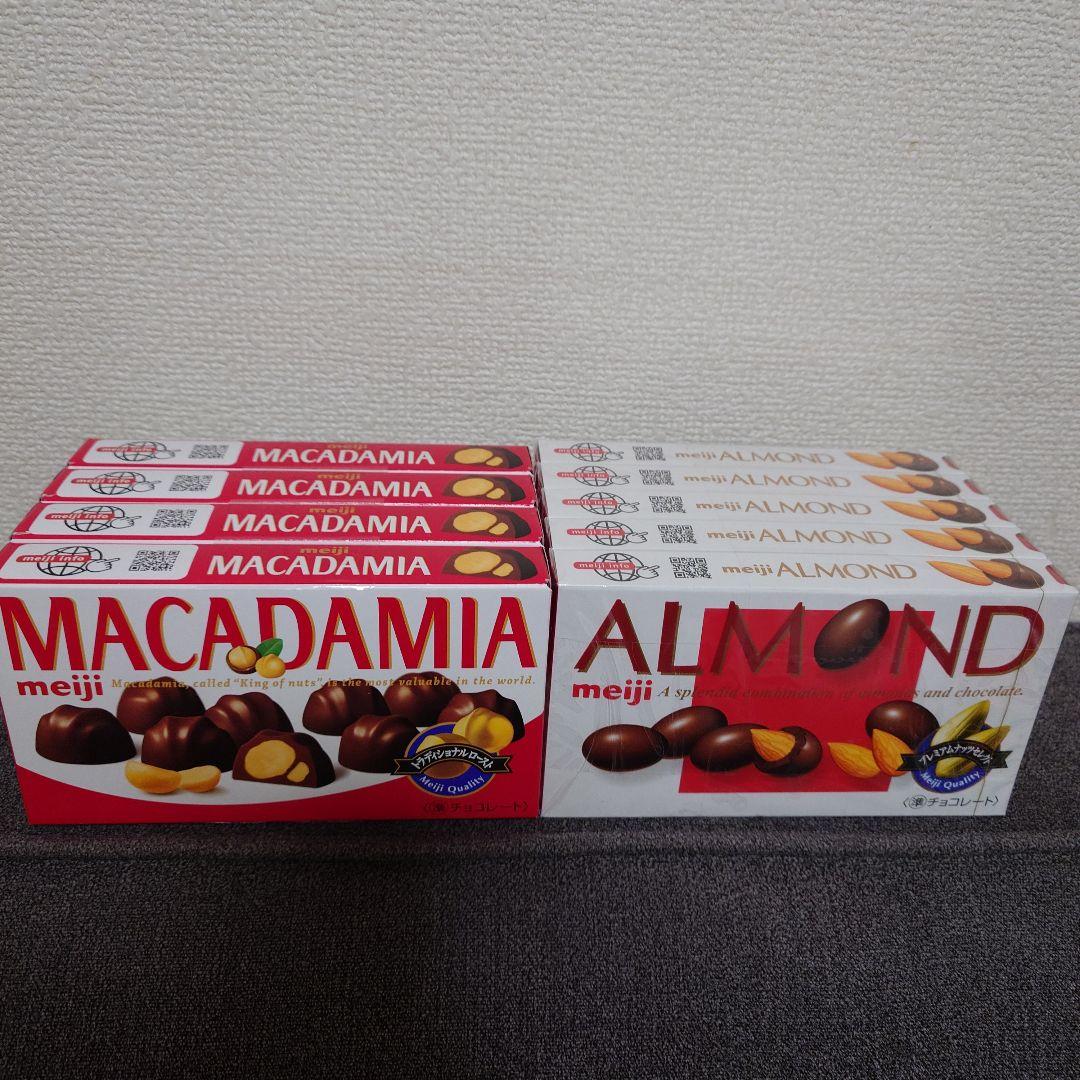 meiji info
meiji
MACADAMIA
meiji info
meiji
MACADAMIA
meiji info
meiji
MACADAMIA
meiji info
meiji
MACADAMIA
MACADAMIA
meiji
Macadamia, called "King of nuts", is the most valuable in the world.
トラディショナル ロースト
Meiji Quality
〈準チョコレート〉
meiji info
meiji ALMOND
meiji info
meiji ALMOND
meiji info
meiji ALMOND
meiji info
meiji ALMOND
meiji info
meiji ALMOND
ALMOND
meiji
A splendid combination of almonds and chocolate.
プレミアムナッツセレクト
Meiji Quality
〈準チョコレート〉